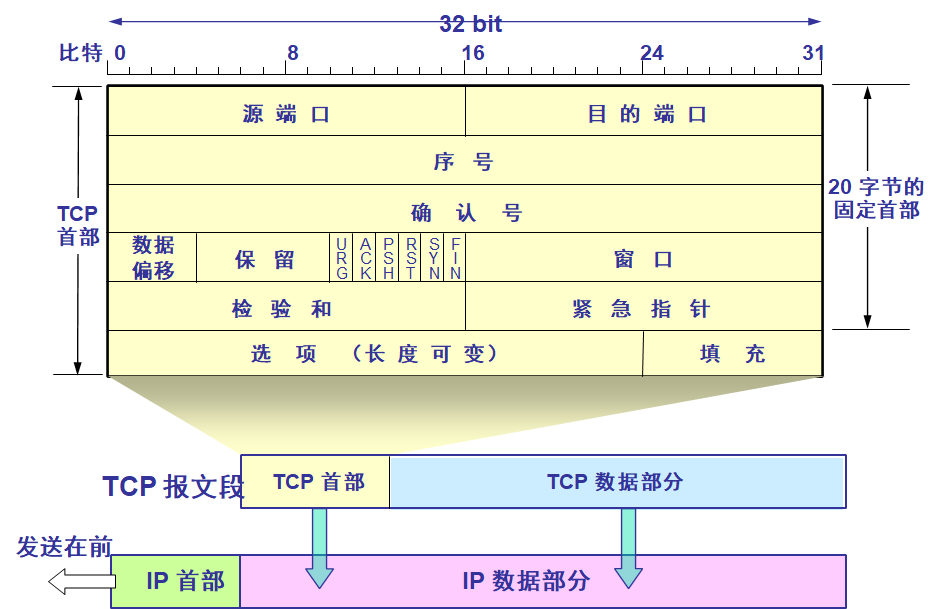 32 bit
比特 0 8 16 24 31
源端口 目的端口
序号
确认号
TCP
首部
20 字节的
固定首部
数据
偏移
保留
URG
ACK
PSH
RST
SYN
FIN
窗口
检验和 紧急指针
选项 (长度可变) 填充
TCP 报文段
TCP 首部
TCP 数据部分
发送在前
IP 首部
IP 数据部分